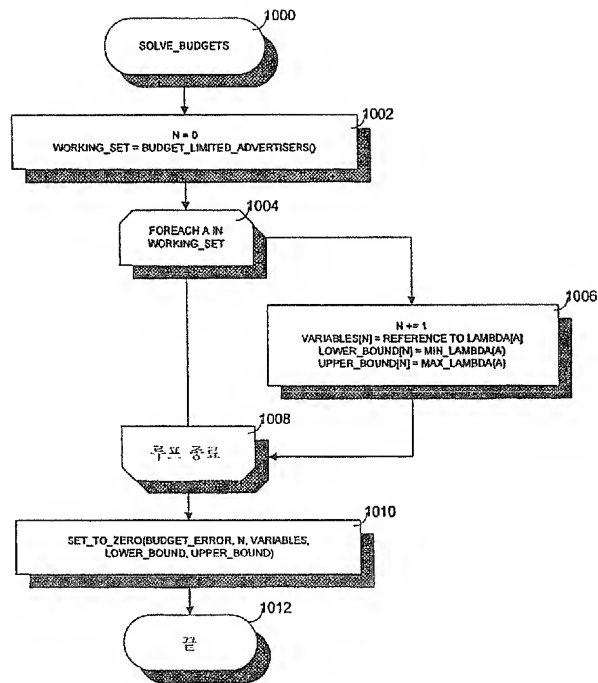 1000
SOLVE_BUDGETS
1002
N = 0
WORKING_SET = BUDGET_LIMITED_ADVERTISERS()
1004
FOREACH A IN
WORKING_SET
1006
N += 1
VARIABLES[N] = REFERENCE TO LAMBDA[A]
LOWER_BOUND[N] = MIN_LAMBDA(A)
UPPER_BOUND[N] = MAX_LAMBDA(A)
1008
루프 종료
1010
SET_TO_ZERO(BUDGET_ERROR, N, VARIABLES,
LOWER_BOUND, UPPER_BOUND)
1012
끝